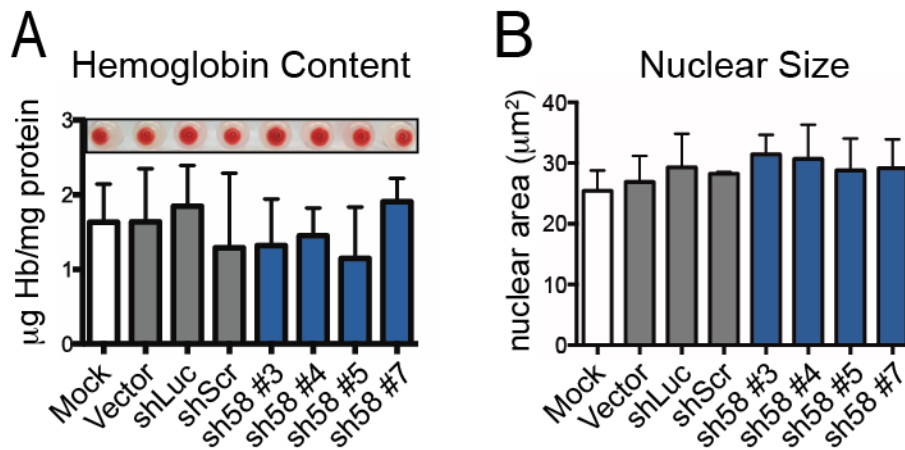 A
Hemoglobin Content
μg Hb/mg protein
3
2
1
0
Mock
Vector
shLuc
shScr
sh58 #3
sh58 #4
sh58 #5
sh58 #7
B
Nuclear Size
nuclear area (μm²)
40
30
20
10
0
Mock
Vector
shLuc
shScr
sh58 #3
sh58 #4
sh58 #5
sh58 #7